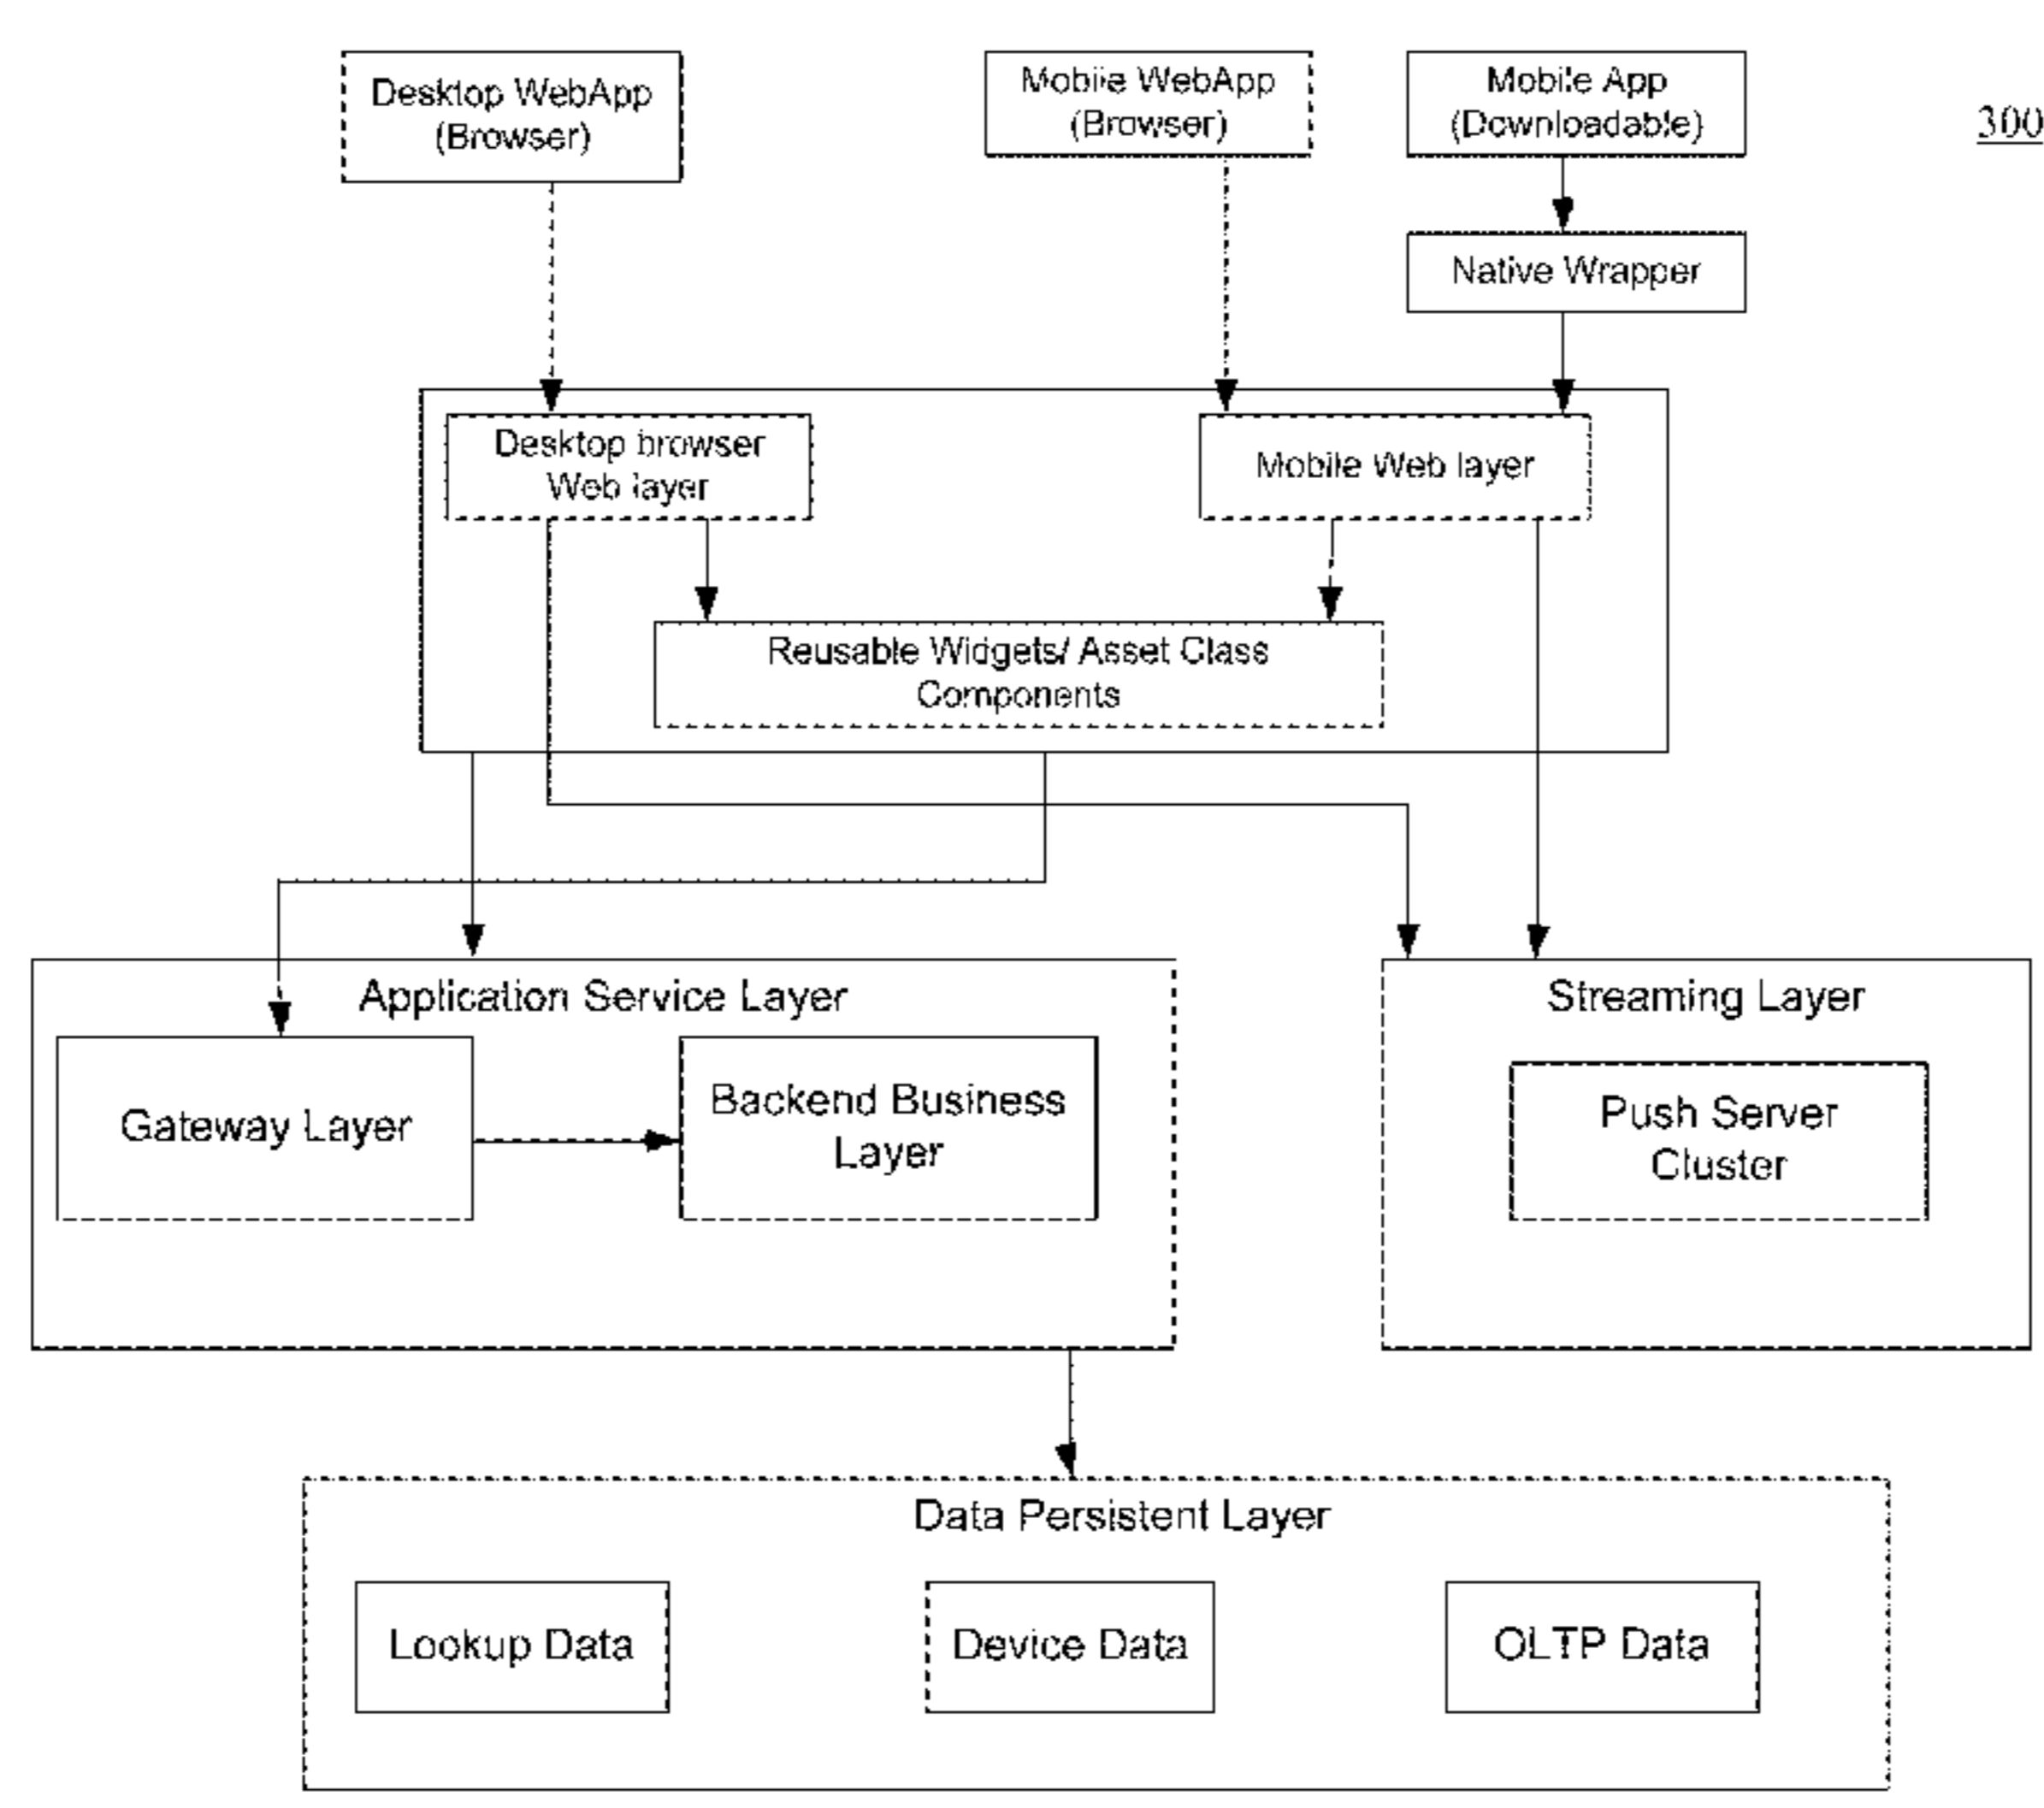 Desktop WebApp
(Browser)
Mobile WebApp
(Browser)
Mobile App
(Downloadable)
300
Native Wrapper
Desktop browser
Web layer
Mobile Web layer
Reusable Widgets/ Asset Class
Components
Application Service Layer
Streaming Layer
Gateway Layer
Backend Business
Layer
Push Server
Cluster
Data Persistent Layer
Lookup Data
Device Data
OLTP Data